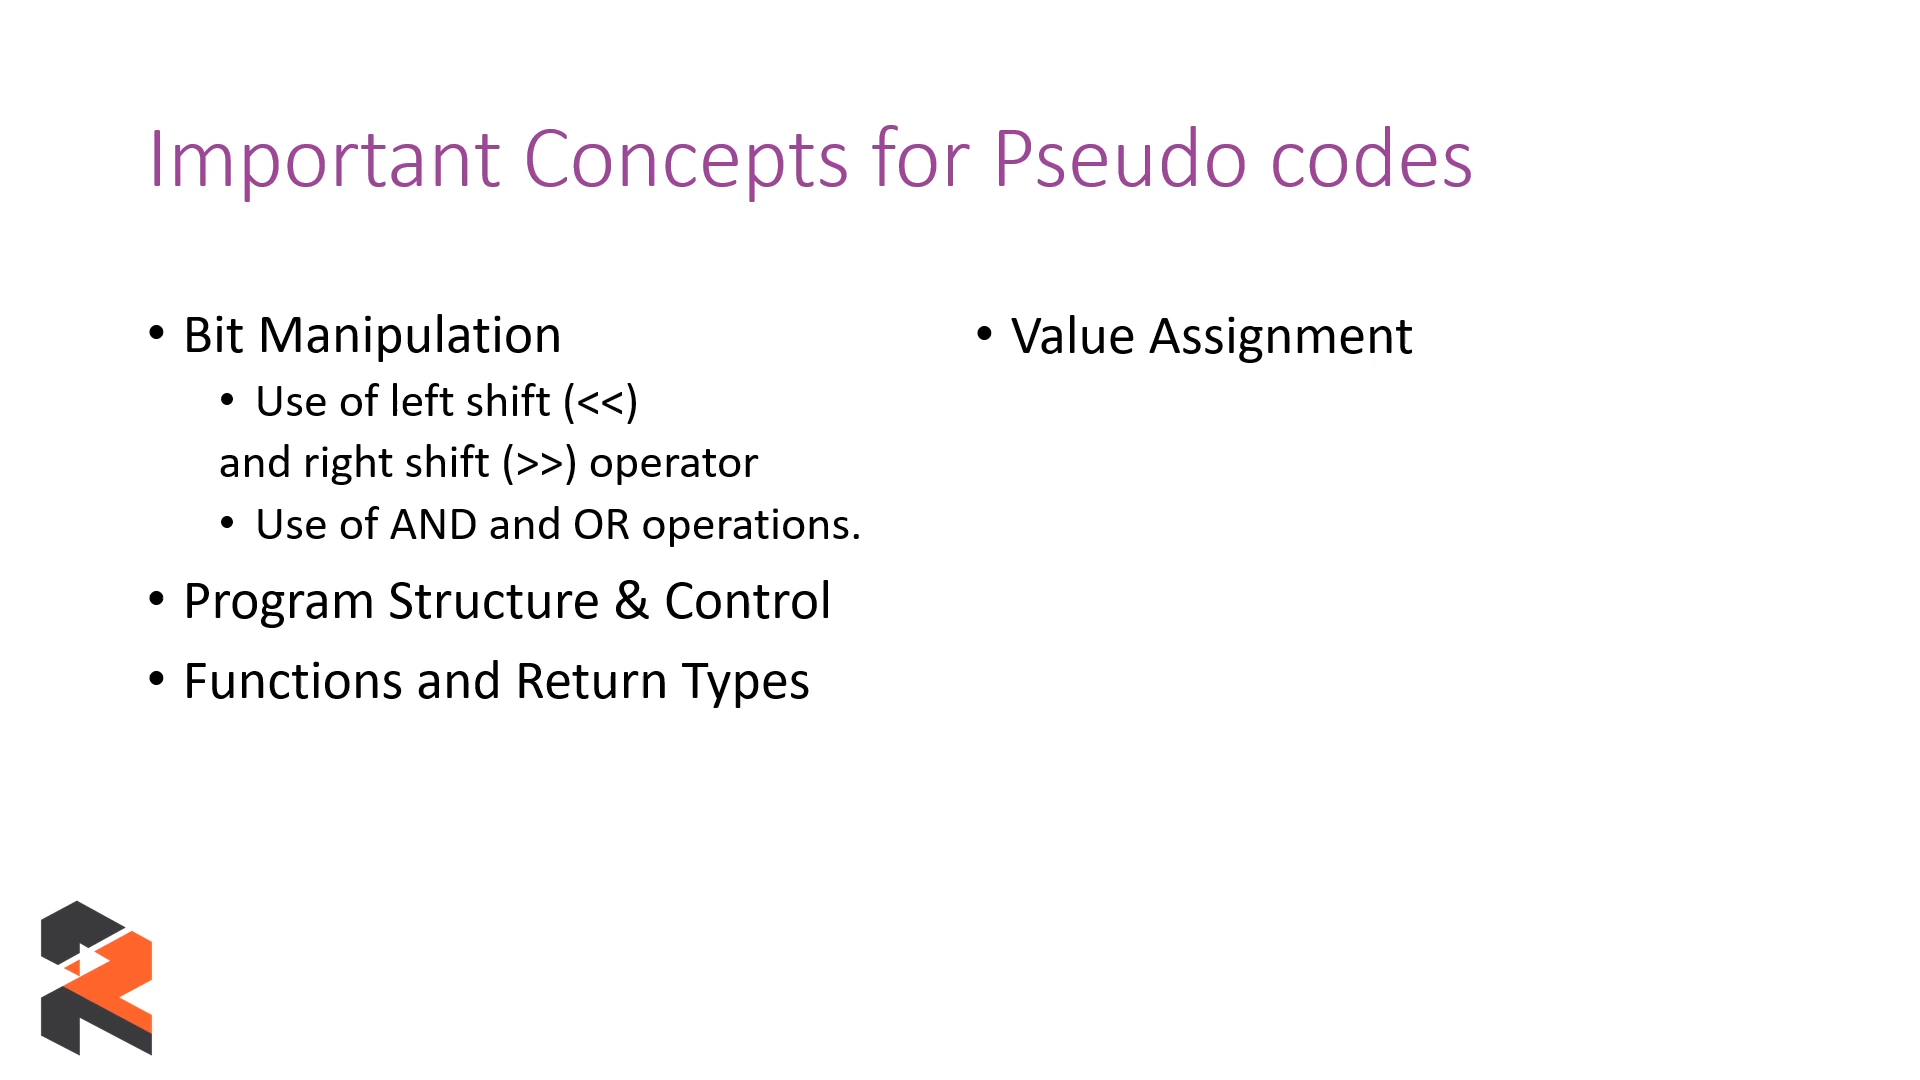 Important Concepts for Pseudo codes
• Bit Manipulation
• Use of left shift (<<)
and right shift (>>) operator
• Use of AND and OR operations.
• Program Structure & Control
• Functions and Return Types
• Value Assignment